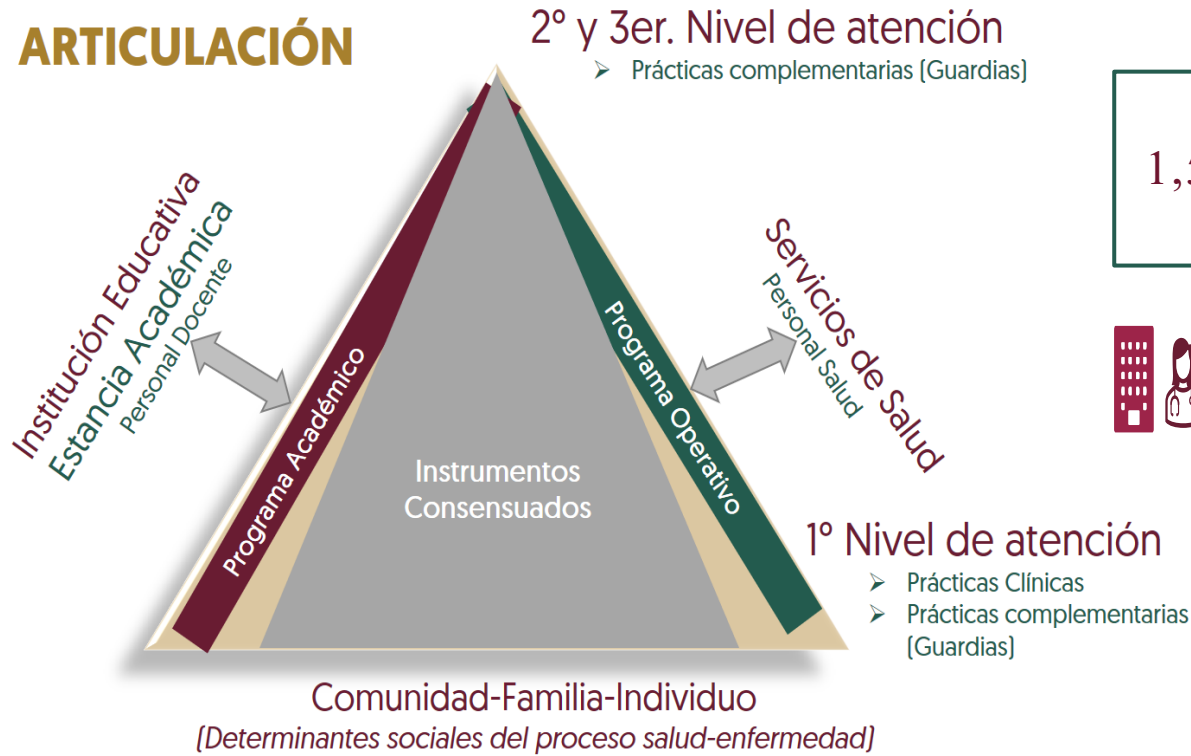 ARTICULACIÓN
2º y 3er. Nivel de atención
➢ Prácticas complementarias (Guardias)
Institución Educativa
Estancia Académica
Personal Docente
Programa Académico
Instrumentos
Consensuados
Programa Operativo
Servicios de Salud
Personal Salud
1º Nivel de atención
➢ Prácticas Clínicas
➢ Prácticas complementarias
(Guardias)
Comunidad-Familia-Individuo
(Determinantes sociales del proceso salud-enfermedad)